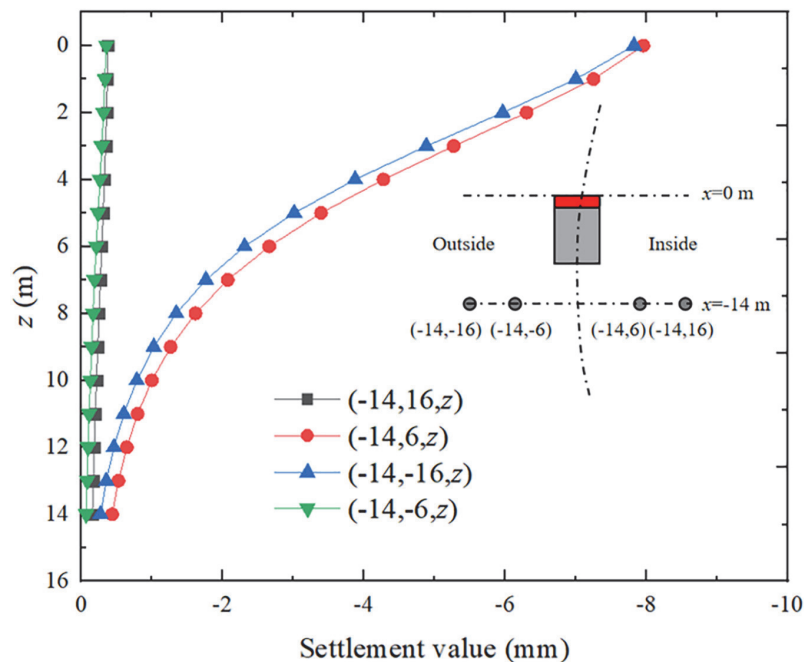 0
2
4
6
8
10
12
14
16
z (m)
0
-2
-4
-6
-8
-10
Settlement value (mm)
x=0 m
Outside
Inside
x=-14 m
(-14,-16)
(-14,-6)
(-14,6)
(-14,16)
(-14,16,z)
(-14,6,z)
(-14,-16,z)
(-14,-6,z)